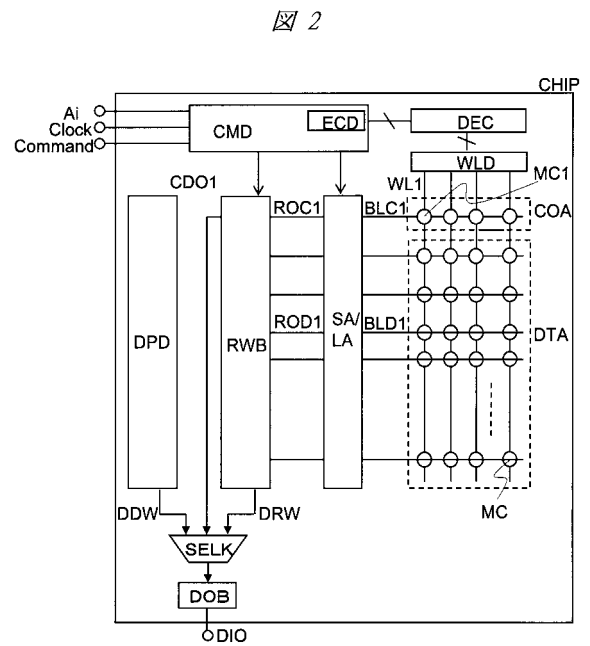 図 2
CHIP
Ai
Clock
Command
CMD
ECD
DEC
WLD
WL1
MC1
CDO1
ROC1
BLC1
COA
DPD
RWB
ROD1
SA/
LA
BLD1
DTA
MC
DDW
DRW
SELK
DOB
DIO